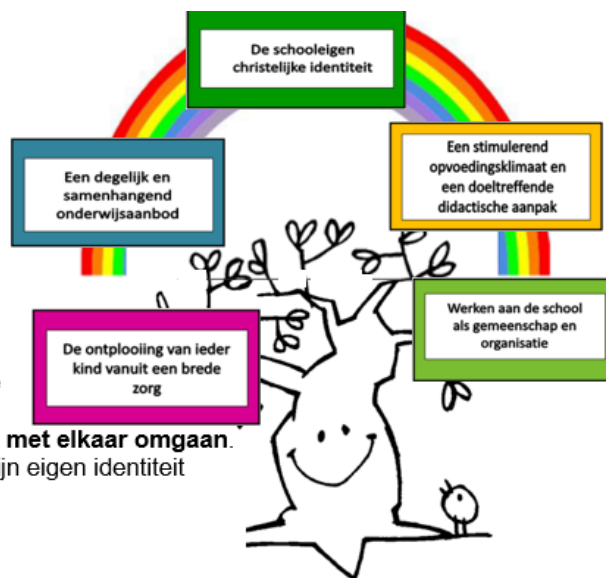 De schooleigen
christelijke identiteit
Een degelijk en
samenhangend
onderwijsaanbod
Een stimulerend
opvoedingsklimaat en
een doeltreffende
didactische aanpak
De ontplooiing van ieder
kind vanuit een brede
zorg
Werken aan de school
als gemeenschap en
organisatie
met elkaar omgaan.
ijn eigen identiteit